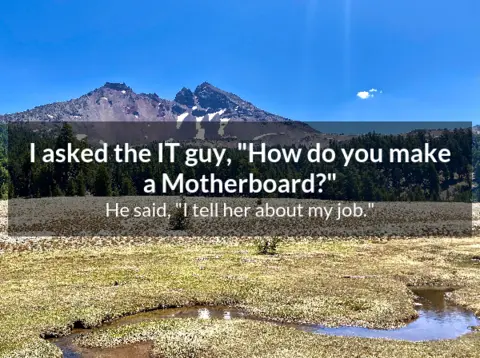 I asked the IT guy, "How do you make
a Motherboard?"
He said, "I tell her about my job."